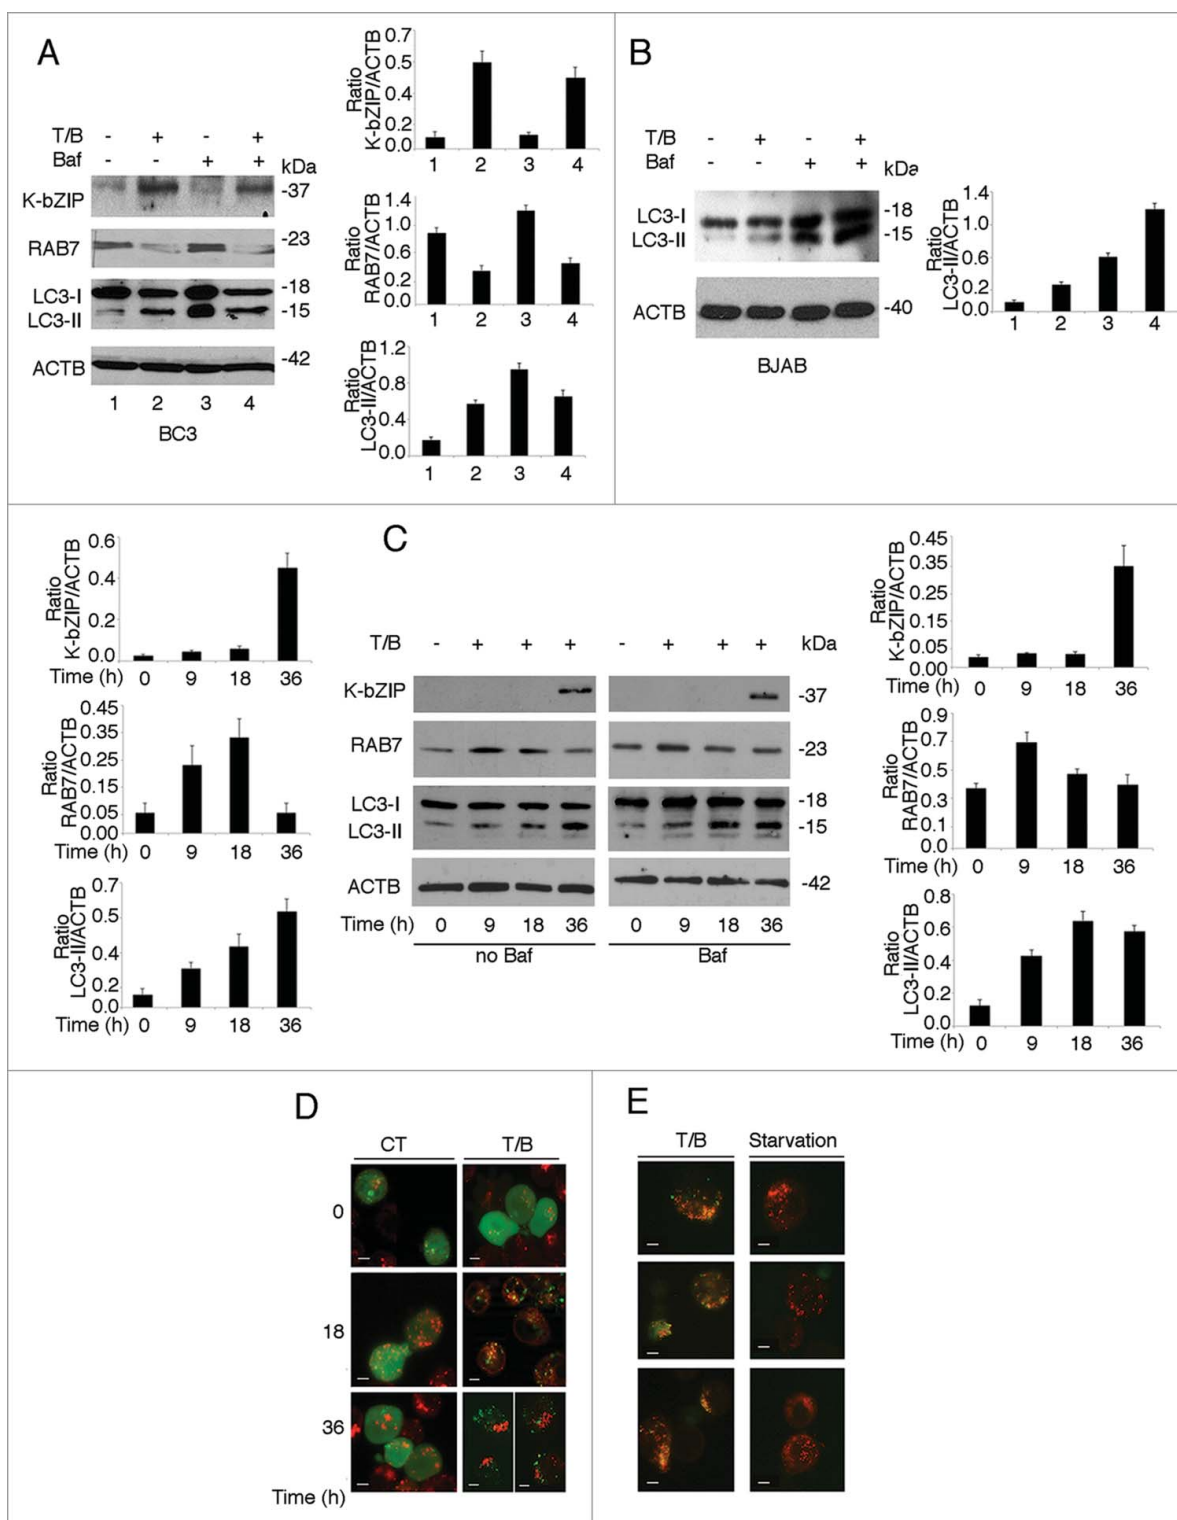 A
T/B - + - +
Baf - - + + kDa
K-bZIP -37
RAB7 -23
LC3-I -18
LC3-II -15
ACTB -42
1 2 3 4
BC3
Ratio
K-bZIP/ACTB
0.7
0.5
0.4
0.2
0.0
1 2 3 4
Ratio
RAB7/ACTB
1.4
1.0
0.6
0.2
0.0
1 2 3 4
Ratio
LC3-II/ACTB
1.2
0.8
0.4
0.0
1 2 3 4
B
T/B - + - +
Baf - - + + kDa
LC3-I -18
LC3-II -15
ACTB -40
BJAB
Ratio
LC3-II/ACTB
1.4
1.0
0.6
0.2
0.0
1 2 3 4
Ratio
K-bZIP/ACTB
0.6
0.4
0.2
0.0
Time (h) 0 9 18 36
Ratio
RAB7/ACTB
0.45
0.35
0.25
0.15
0.05
0.00
Time (h) 0 9 18 36
Ratio
LC3-II/ACTB
0.7
0.5
0.4
0.2
0.0
Time (h) 0 9 18 36
C
T/B - + + + - + + + kDa
K-bZIP -37
RAB7 -23
LC3-I -18
LC3-II -15
ACTB -42
Time (h) 0 9 18 36 0 9 18 36
no Baf Baf
Ratio
K-bZIP/ACTB
0.45
0.35
0.25
0.15
0.05
0.00
Time (h) 0 9 18 36
Ratio
RAB7/ACTB
0.9
0.7
0.5
0.3
0.1
0.0
Time (h) 0 9 18 36
Ratio
LC3-II/ACTB
0.8
0.6
0.4
0.2
0.0
Time (h) 0 9 18 36
D
CT T/B
0
18
36
Time (h)
E
T/B Starvation